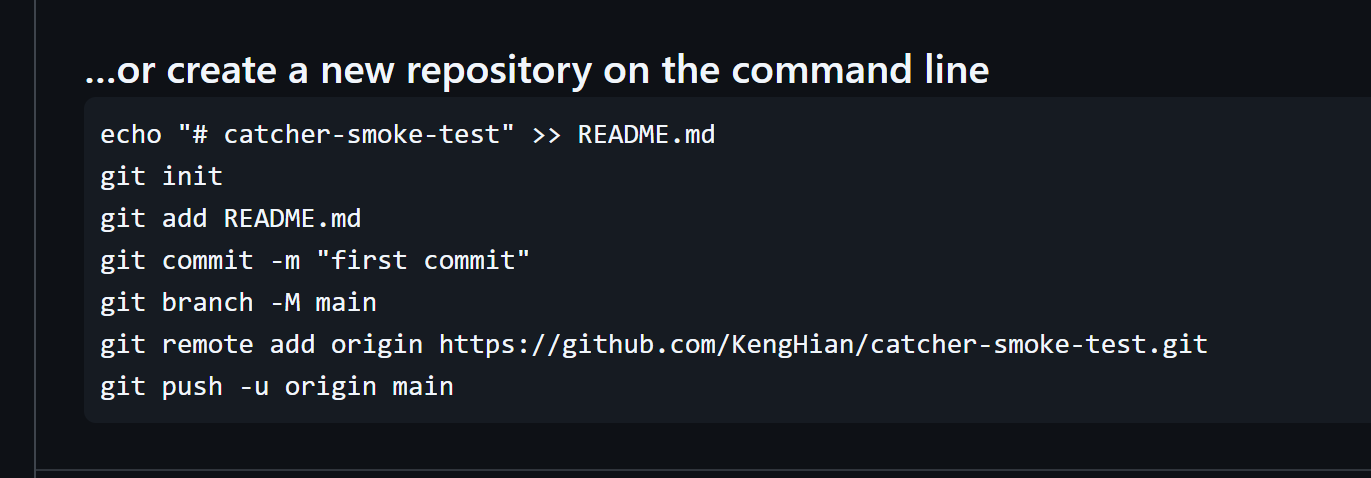 ...or create a new repository on the command line
echo "# catcher-smoke-test" >> README.md
git init
git add README.md
git commit -m "first commit"
git branch -M main
git remote add origin https://github.com/KengHian/catcher-smoke-test.git
git push -u origin main